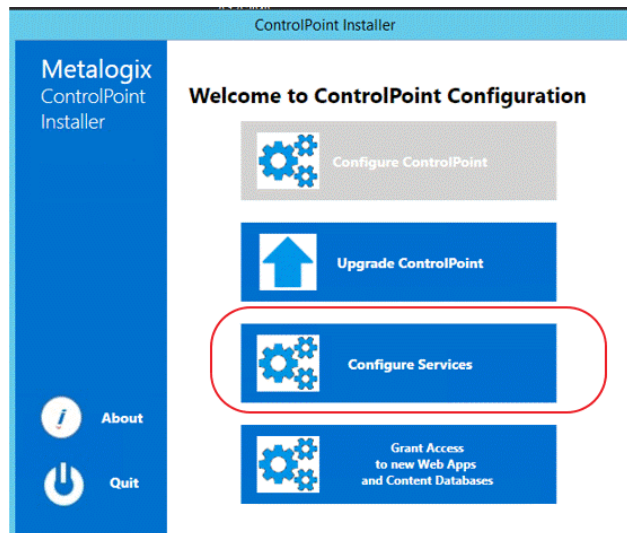 ControlPoint Installer
Metalogix
ControlPoint
Installer
Welcome to ControlPoint Configuration
Configure ControlPoint
Upgrade ControlPoint
Configure Services
Grant Access
to new Web Apps
and Content Databases
About
Quit